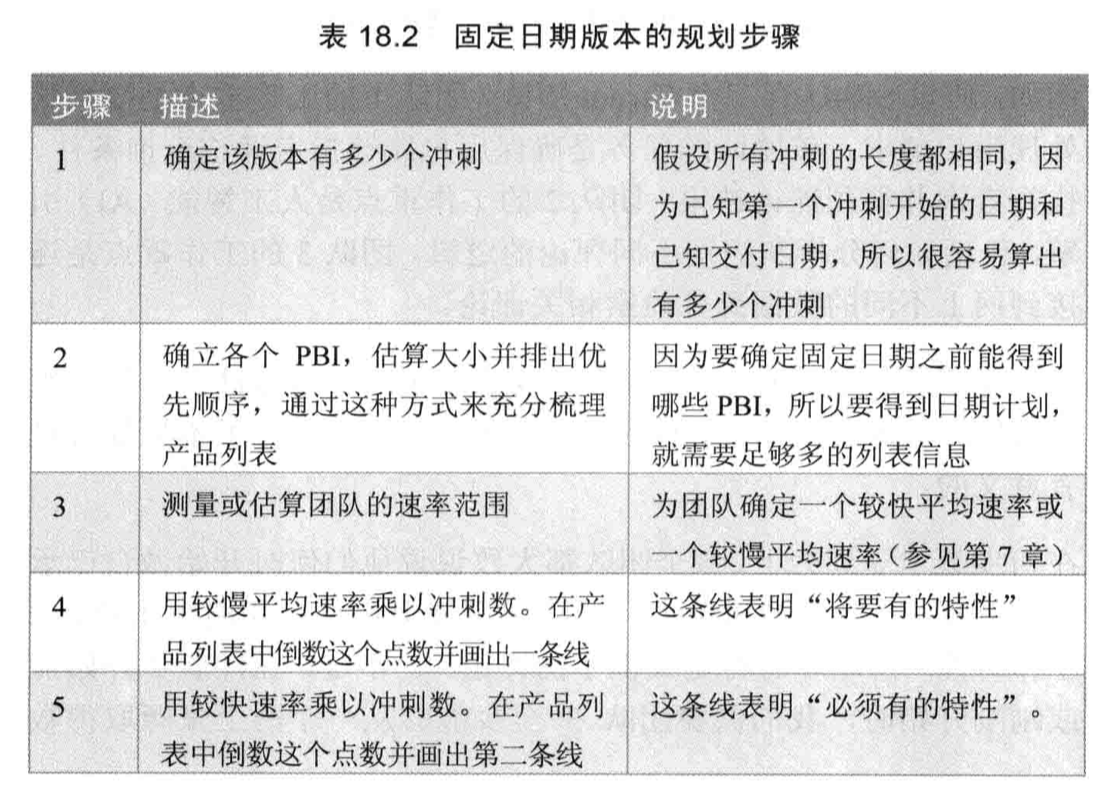 表 18.2 固定日期版本的规划步骤
步骤 描述 说明
1 确定该版本有多少个冲刺 假设所有冲刺的长度都相同，因
为已知第一个冲刺开始的日期和
已知交付日期，所以很容易算出
有多少个冲刺
2 确立各个 PBI，估算大小并排出优 因为要确定固定日期之前能得到
先顺序，通过这种方式来充分梳理 哪些 PBI，所以要得到日期计划，
产品列表 就需要足够多的列表信息
3 测量或估算团队的速率范围 为团队确定一个较快平均速率或
一个较慢平均速率（参见第 7 章）
4 用较慢平均速率乘以冲刺数。在产 这条线表明“将要有的特性”
品列表中倒数这个点数并画出一条线
5 用较快速率乘以冲刺数。在产品列 这条线表明“必须有的特性”。
表中倒数这个点数并画出第二条线